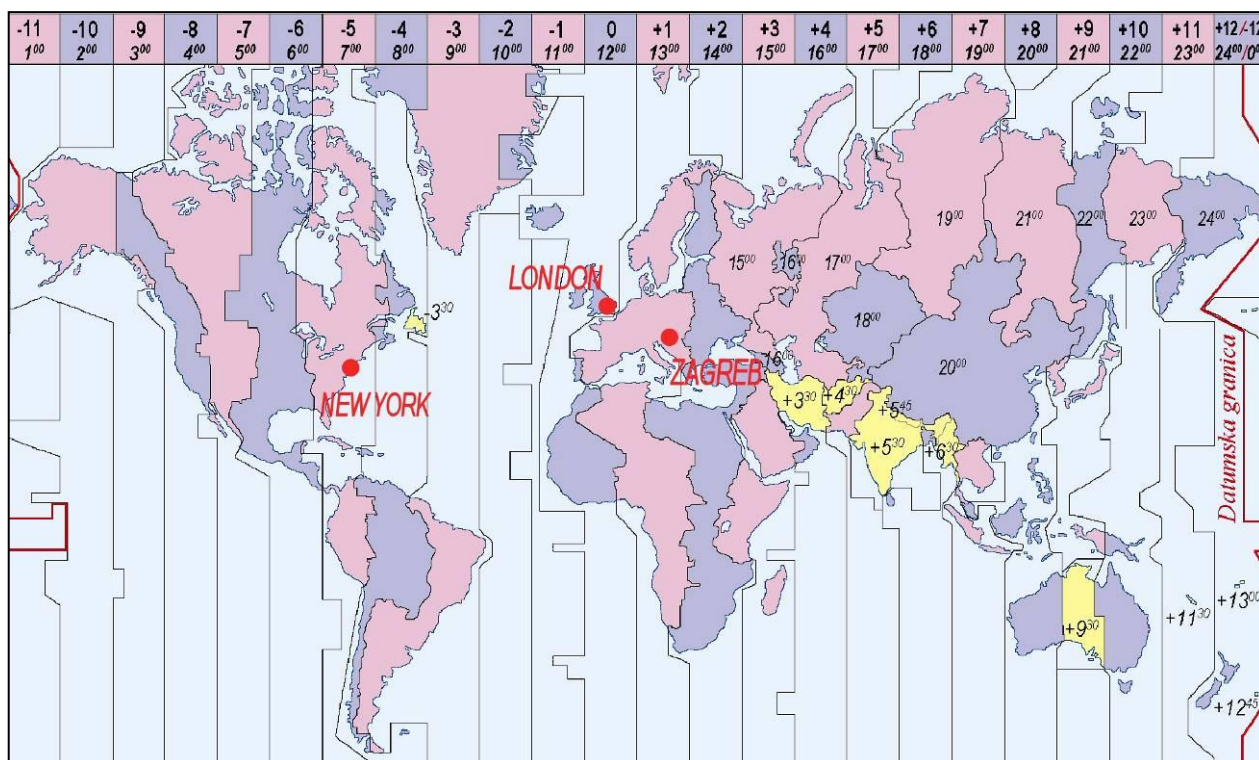 -11 -10 -9 -8 -7 -6 -5 -4 -3 -2 -1 0 +1 +2 +3 +4 +5 +6 +7 +8 +9 +10 +11 +12/-12
1⁰⁰ 2⁰⁰ 3⁰⁰ 4⁰⁰ 5⁰⁰ 6⁰⁰ 7⁰⁰ 8⁰⁰ 9⁰⁰ 10⁰⁰ 11⁰⁰ 12⁰⁰ 13⁰⁰ 14⁰⁰ 15⁰⁰ 16⁰⁰ 17⁰⁰ 18⁰⁰ 19⁰⁰ 20⁰⁰ 21⁰⁰ 22⁰⁰ 23⁰⁰ 24⁰⁰/0⁰⁰
19⁰⁰ 21⁰⁰ 22⁰⁰ 23⁰⁰ 24⁰⁰
15⁰⁰ 16⁰⁰ 17⁰⁰
LONDON
-3³⁰
18⁰⁰
16⁰⁰
20⁰⁰
ZAGREB
NEW YORK
+3³⁰ +4³⁰
+5⁴⁵
+5³⁰ +6³⁰
Datumska granica
+13⁰⁰
+11³⁰
+9³⁰
+12⁴⁵